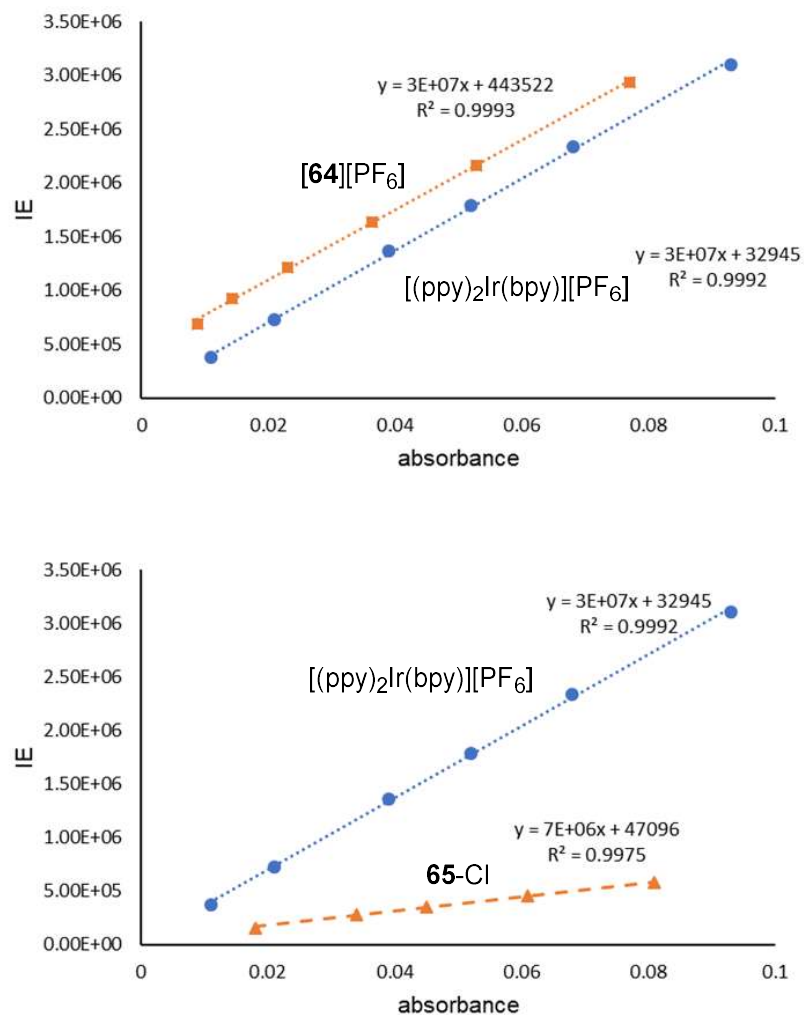 3.50E+06
3.00E+06
2.50E+06
2.00E+06
1.50E+06
1.00E+06
5.00E+05
0.00E+00
IE
y = 3E+07x + 443522
R² = 0.9993
[64][PF₆]
y = 3E+07x + 32945
R² = 0.9992
[(ppy)₂Ir(bpy)][PF₆]
0 0.02 0.04 0.06 0.08 0.1
absorbance
3.50E+06
3.00E+06
2.50E+06
2.00E+06
1.50E+06
1.00E+06
5.00E+05
0.00E+00
IE
y = 3E+07x + 32945
R² = 0.9992
[(ppy)₂Ir(bpy)][PF₆]
y = 7E+06x + 47096
R² = 0.9975
65-Cl
0 0.02 0.04 0.06 0.08 0.1
absorbance